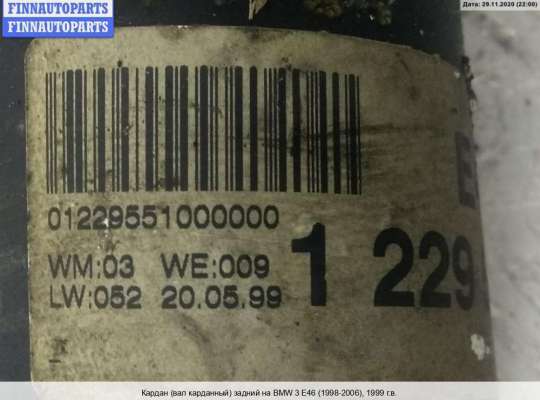 FINNAUTOPARTS
FINNAUTOPARTS
Дата: 29.11.2020 (22:00)
01229551000000
WM:03 WE:009
LW:052 20.05.99
1 229
Кардан (вал карданный) задний на BMW 3 E46 (1998-2006), 1999 г.в.